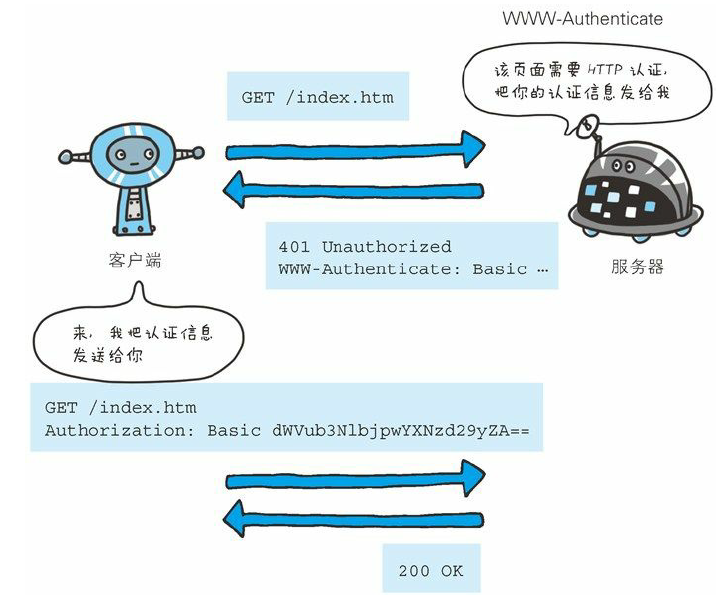 WWW-Authenticate
该页面需要 HTTP 认证,
把你的认证信息发给我
GET /index.htm
401 Unauthorized
WWW-Authenticate: Basic …
客户端
服务器
来, 我把认证信息
发送给你
GET /index.htm
Authorization: Basic dWVub3NlbjpwYXNzd29yZA==
200 OK